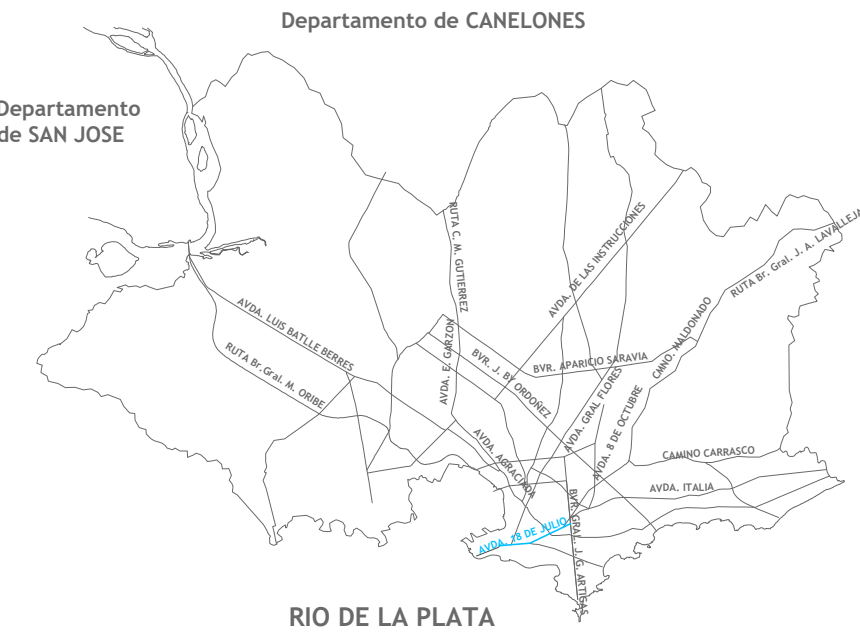 Departamento de CANELONES
Departamento
de SAN JOSE
RUTA C. M. GUTIERREZ
AVDA. DE LAS INSTRUCCIONES
RUTA Br. Gral. J. A. LAVALLEJA
AVDA. LUIS BATLLE BERRES
RUTA Br.Gral. M. ORIBE
AVDA. E. GARZON
BVR. J. BY ORDOÑEZ
BVR. APARICIO SARAVIA
CNNO. MALDONADO
AVDA. GRAL FLORES
AVDA. 8 DE OCTUBRE
AVDA. AGRACIADA
CAMINO CARRASCO
AVDA. ITALIA
BVR. GRAL. J. G. ARTIGAS
AVDA. 18 DE JULIO
RIO DE LA PLATA